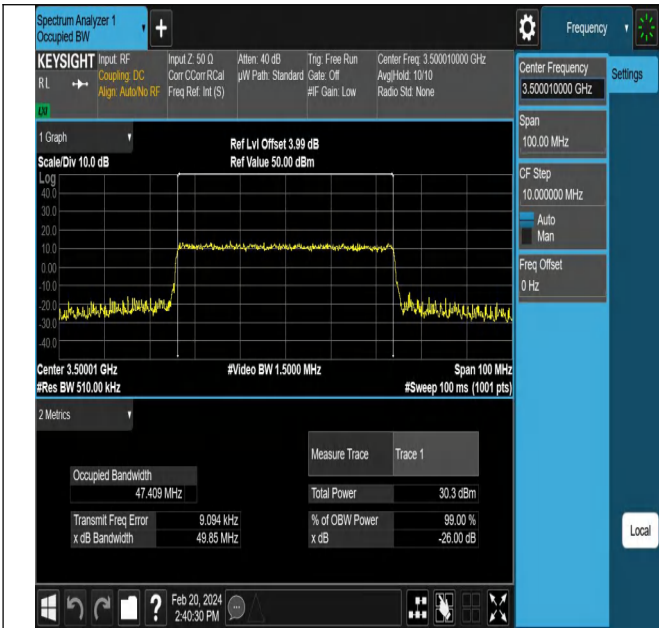 Spectrum Analyzer 1
Occupied BW
Frequency
KEYSIGHT
RL
LXI
Input: RF
Coupling: DC
Align: Auto/No RF
Input Z: 50 Ω
Corr CCorr RCal
Freq Ref: Int (S)
Atten: 40 dB
µW Path: Standard
Trig: Free Run
Gate: Off
#IF Gain: Low
Center Freq: 3.500010000 GHz
Avg|Hold: 10/10
Radio Std: None
Center Frequency
3.500010000 GHz
Settings
Span
100.00 MHz
CF Step
10.000000 MHz
Auto
Man
Freq Offset
0 Hz
Local
1 Graph
Scale/Div 10.0 dB
Ref Lvl Offset 3.99 dB
Ref Value 50.00 dBm
Log
40.0
30.0
20.0
10.0
0.00
-10.0
-20.0
-30.0
-40.0
Center 3.50001 GHz
#Video BW 1.5000 MHz
Span 100 MHz
#Res BW 510.00 kHz
#Sweep 100 ms (1001 pts)
2 Metrics
Measure Trace Trace 1
Occupied Bandwidth
47.409 MHz
Total Power 30.3 dBm
Transmit Freq Error 9.094 kHz
% of OBW Power 99.00 %
x dB Bandwidth 49.85 MHz
x dB -26.00 dB
?
Feb 20, 2024
2:40:30 PM